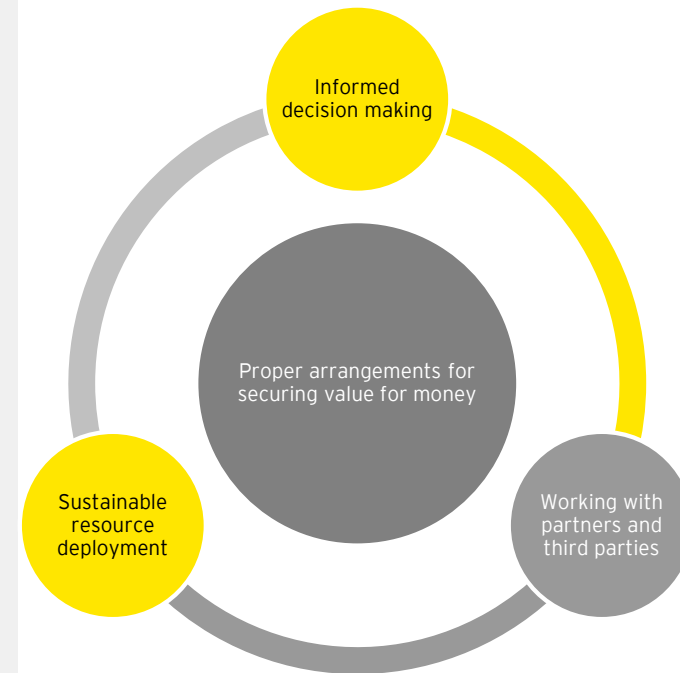 Informed
decision making
Proper arrangements for
securing value for money
Sustainable
resource
deployment
Working with
partners and
third parties